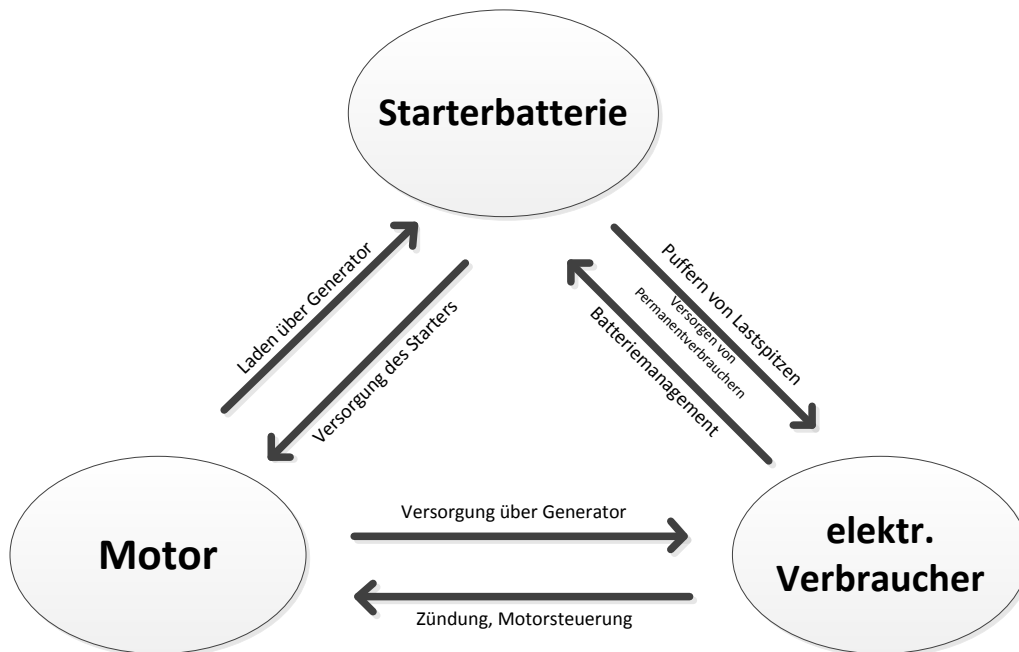 Starterbatterie
Laden über Generator
Versorgung des Starters
Puffern von Lastspitzen
Versorgen von
Permanentverbrauchern
Batteriemanagement
Motor
Versorgung über Generator
Zündung, Motorsteuerung
elektr.
Verbraucher